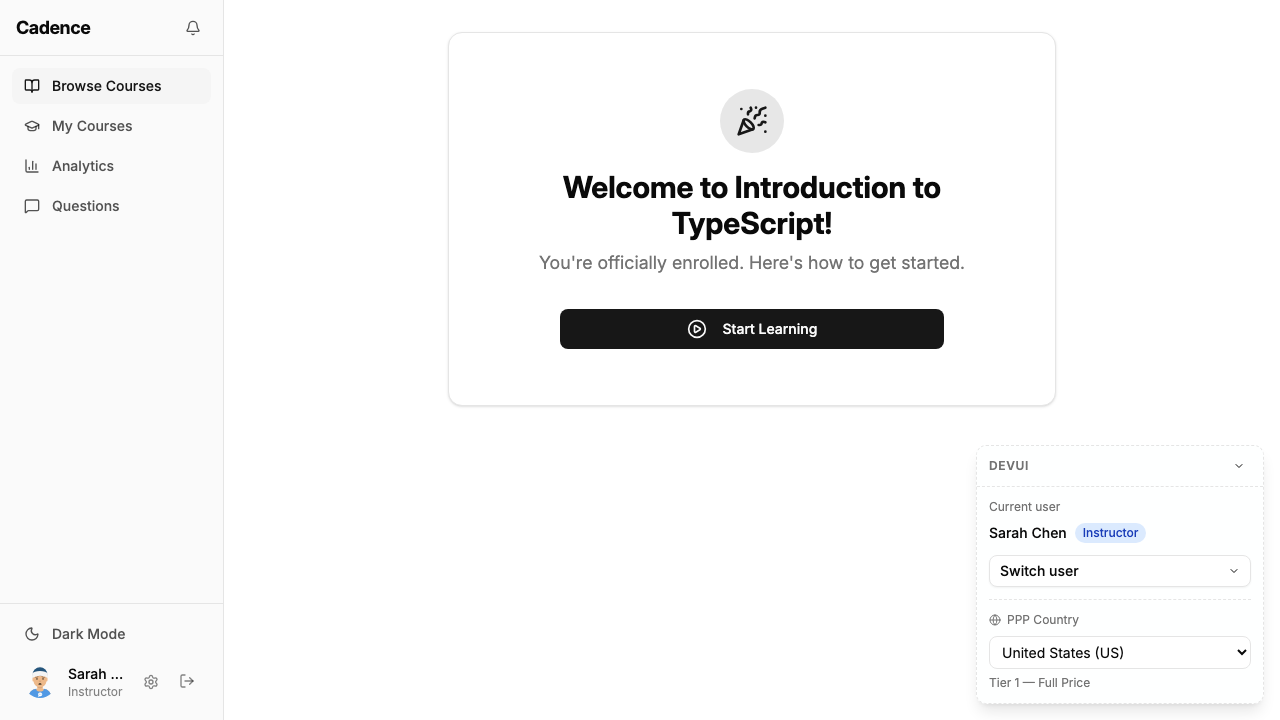 Cadence
Browse Courses
My Courses
Analytics
Questions
Welcome to Introduction to
TypeScript!
You're officially enrolled. Here's how to get started.
Start Learning
DEVUI
Current user
Sarah Chen Instructor
Switch user
PPP Country
United States (US)
Tier 1 — Full Price
Dark Mode
Sarah ...
Instructor